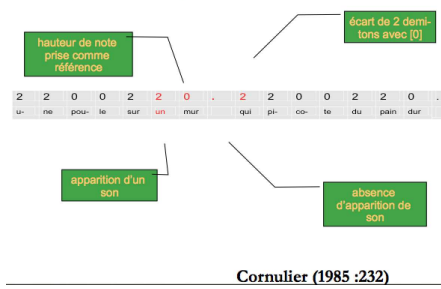 écart de 2 demi-
tons avec [0]
hauteur de note
prise comme
référence
2 2 0 0 2 2 0 . 2 2 0 0 2 2 0 .
u- ne pou- le sur un mur qui pi- co- te du pain dur
apparition d'un
son
absence
d'apparition de
son
Cornulier (1985 :232)